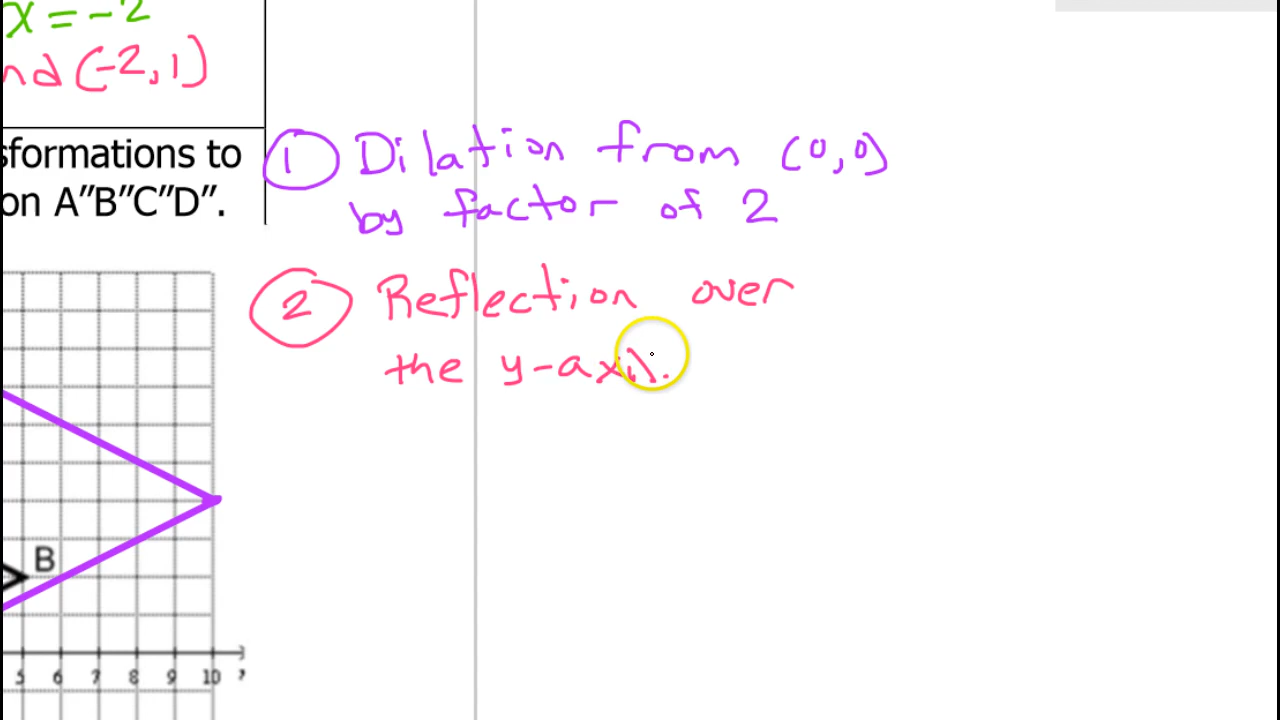 x = -2
nd (-2,1)
sformations to
on A”B”C”D”.
1 Dilation from (0,0)
by factor of 2
2 Reflection over
the y-axis.
B
5 6 7 8 9 10